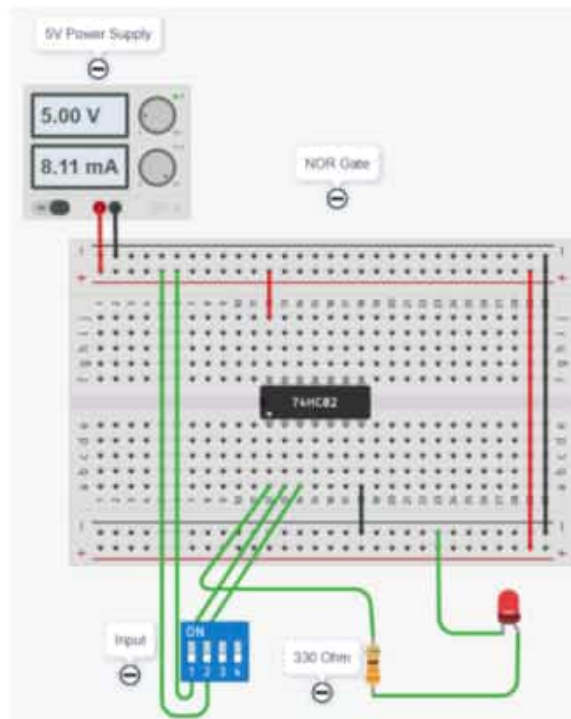 5V Power Supply
5.00 V
8.11 mA
NOR Gate
74HC02
ON
1 2 3 4
Input
330 Ohm